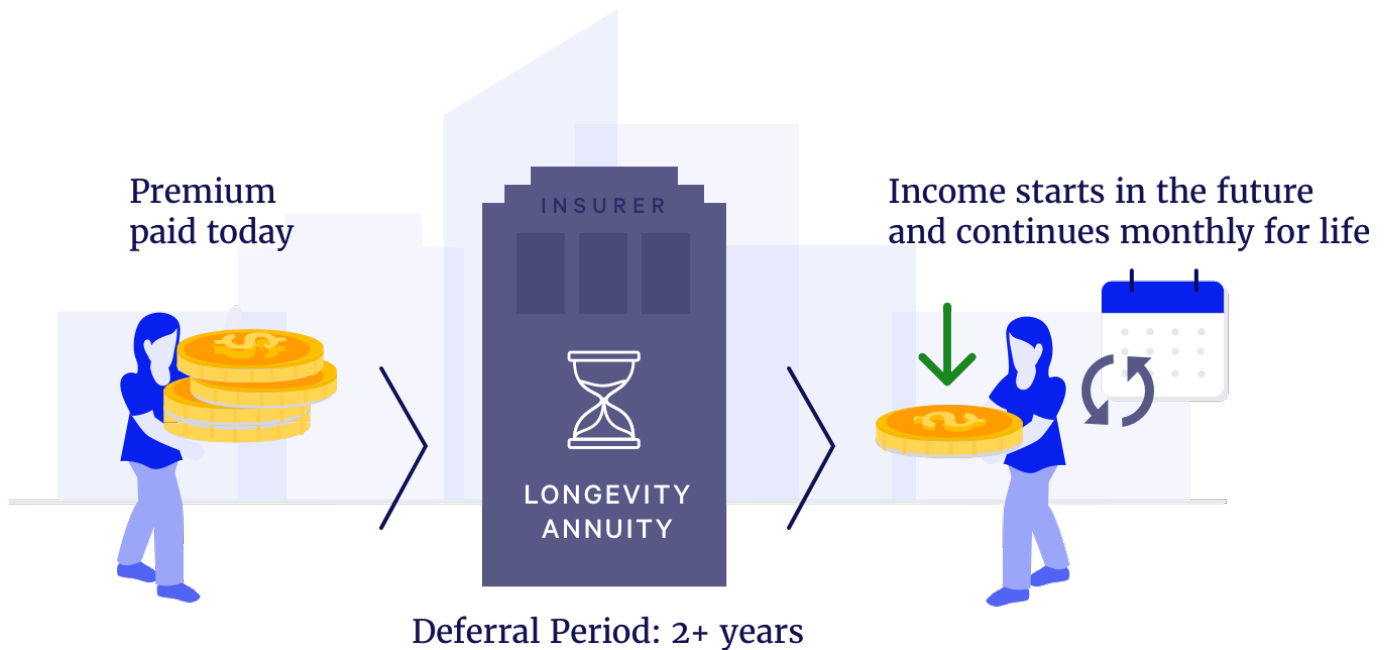 Premium
paid today
INSURER
LONGEVITY
ANNUITY
Deferral Period: 2+ years
Income starts in the future
and continues monthly for life